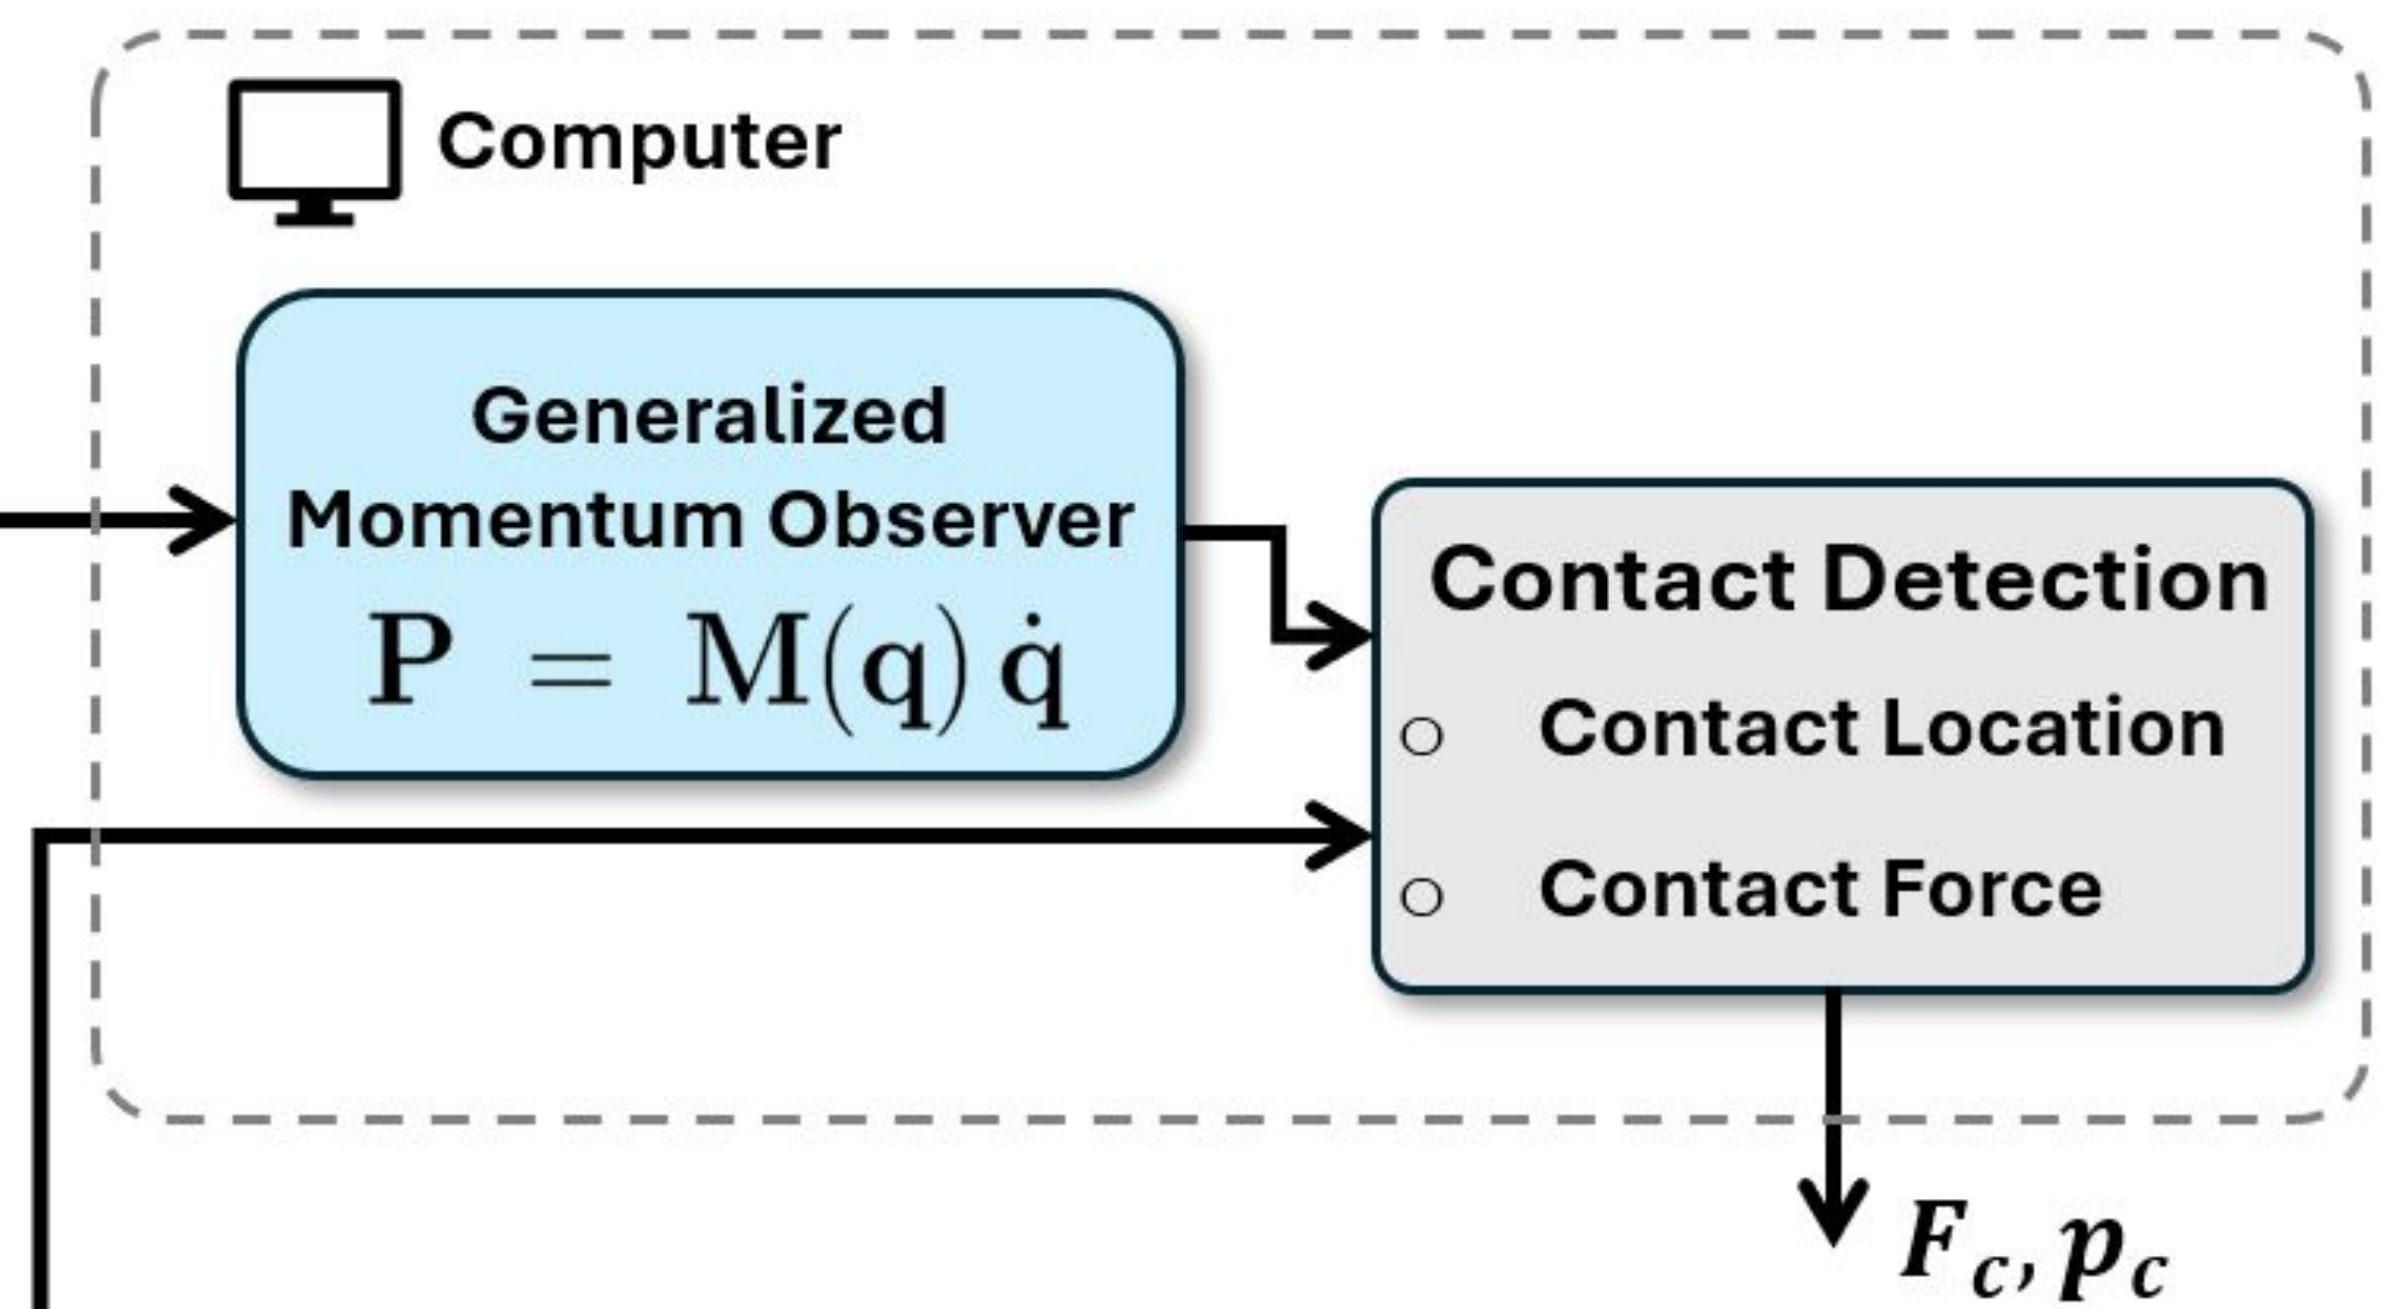 Computer
Generalized
Momentum Observer
P = M(q) q̇
Contact Detection
○ Contact Location
○ Contact Force
F_c, p_c